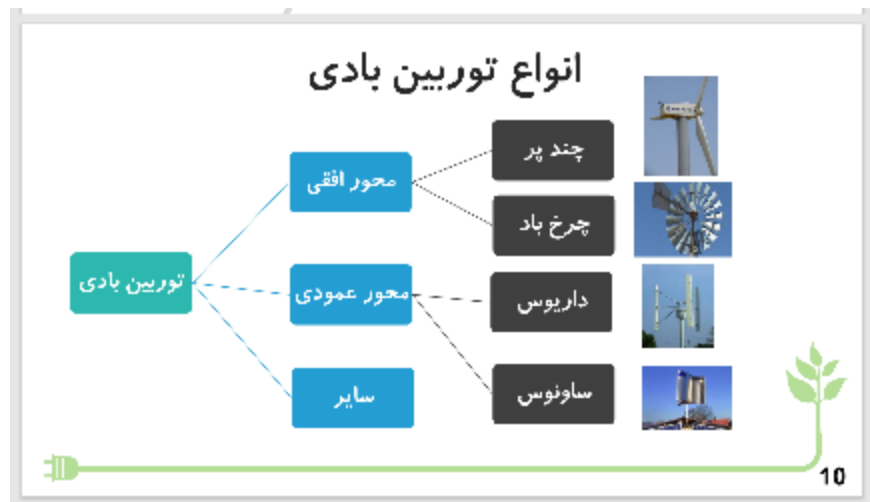 انواع توربین بادی
توربین بادی
محور افقی
چند پر
چرخ باد
محور عمودی
داریوس
ساونوس
سایر
10